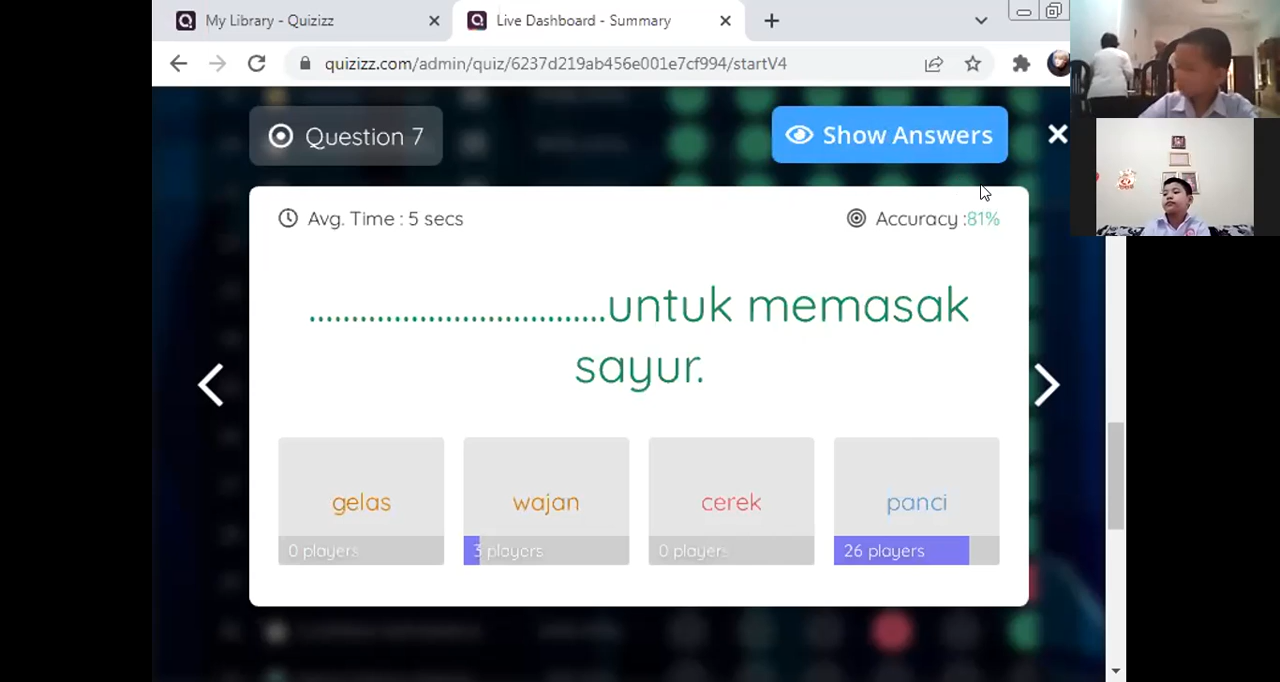 My Library - Quizizz
Live Dashboard - Summary
quizizz.com/admin/quiz/6237d219ab456e001e7cf994/startV4
Question 7
Show Answers
Avg. Time : 5 secs
Accuracy :81%
..................................untuk memasak
sayur.
gelas
wajan
cerek
panci
0 players
3 players
0 players
26 players